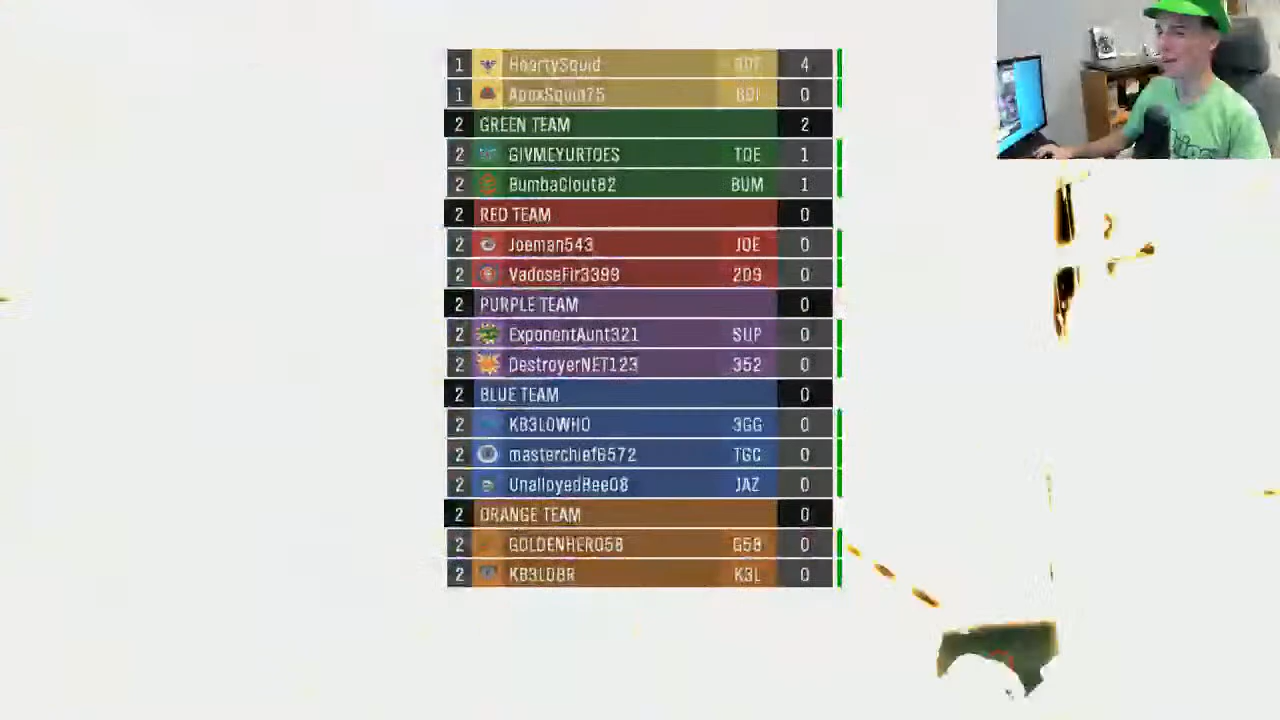 1 HeartySquid 4
1 ApoxSquid75 0
2 GREEN TEAM 2
2 GIVMEYURTOES TOE 1
2 BumbaClout82 BUM 1
2 RED TEAM 0
2 Joeman543 JOE 0
2 VadoseFir3399 2D9 0
2 PURPLE TEAM 0
2 ExponentAunt321 SUP 0
2 DestroyerNET123 352 0
2 BLUE TEAM 0
2 KB3LOWHO 3GG 0
2 masterchief6572 TGC 0
2 UnalloyedBee08 JAZ 0
2 ORANGE TEAM 0
2 GOLDENHERO58 G58 0
2 KB3LDBR K3L 0